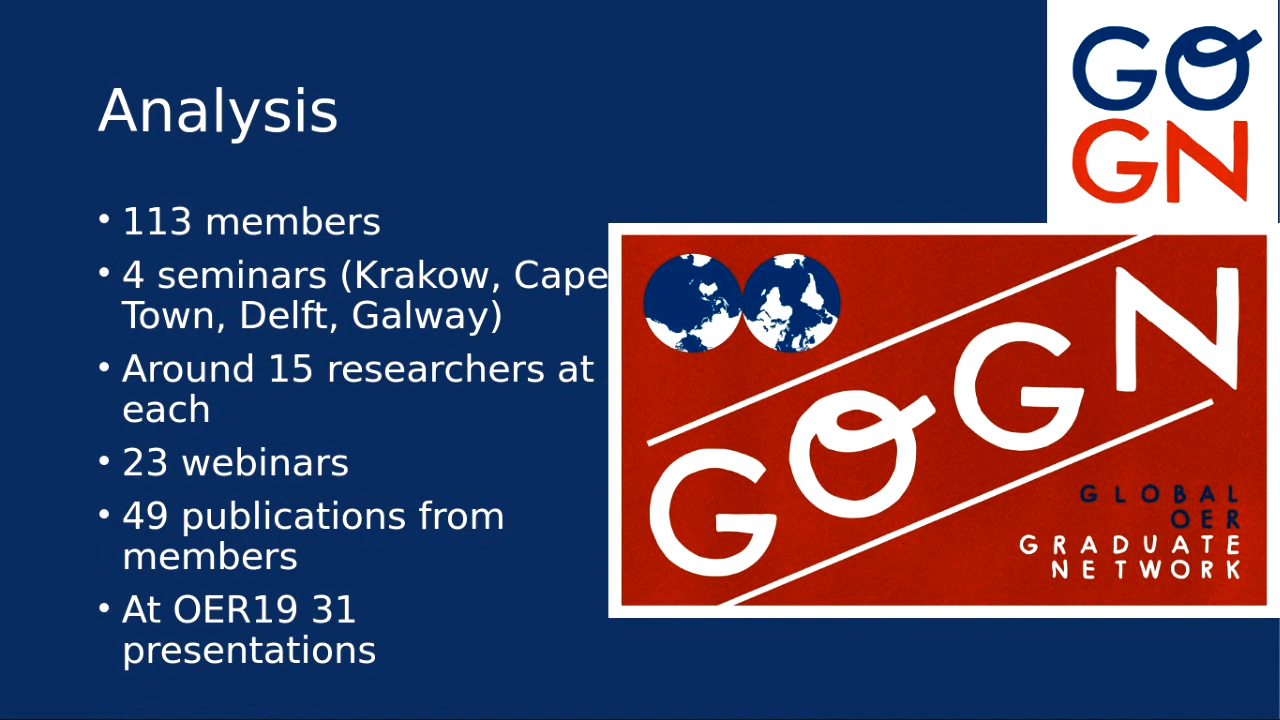 GO
GN
Analysis
• 113 members
• 4 seminars (Krakow, Cape
Town, Delft, Galway)
• Around 15 researchers at
each
• 23 webinars
• 49 publications from
members
• At OER19 31
presentations
GOGN
GLOBAL
OER
GRADUATE
NETWORK